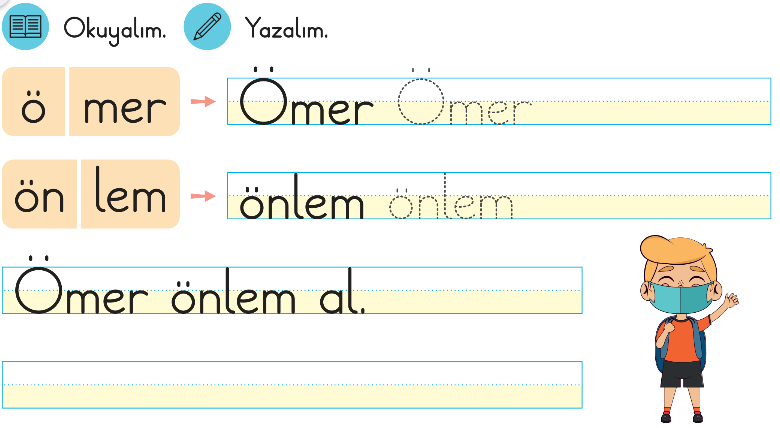 Okuyalım. Yazalım.
ö mer Ömer Ömer
ön lem önlem önlem
Ömer önlem al.